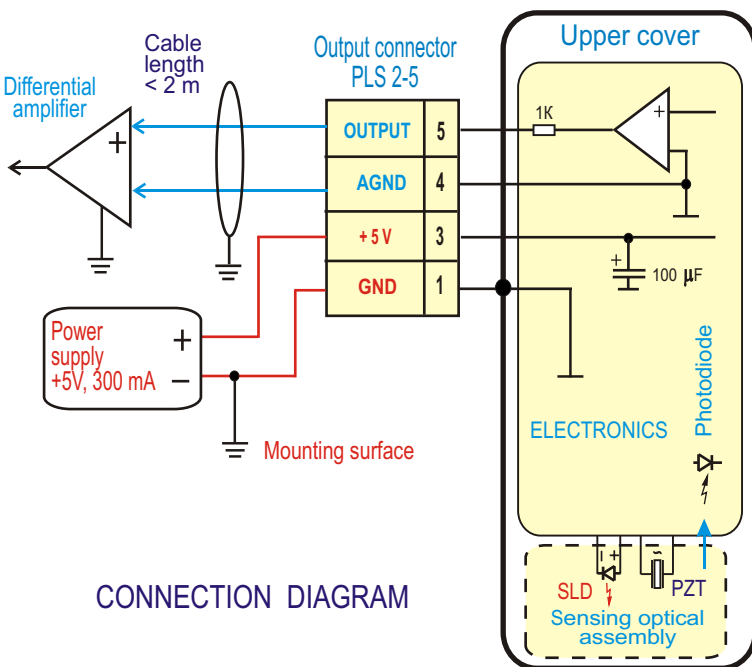 Differential
amplifier
Cable
length
< 2 m
Output connector
PLS 2-5
Upper cover
OUTPUT 5
AGND 4
+ 5 V 3
GND 1
1K
+
+
+
100 µF
Power
supply
+5V, 300 mA
+
−
Mounting surface
ELECTRONICS
Photodiode
− +
~
SLD
PZT
Sensing optical
assembly
CONNECTION DIAGRAM